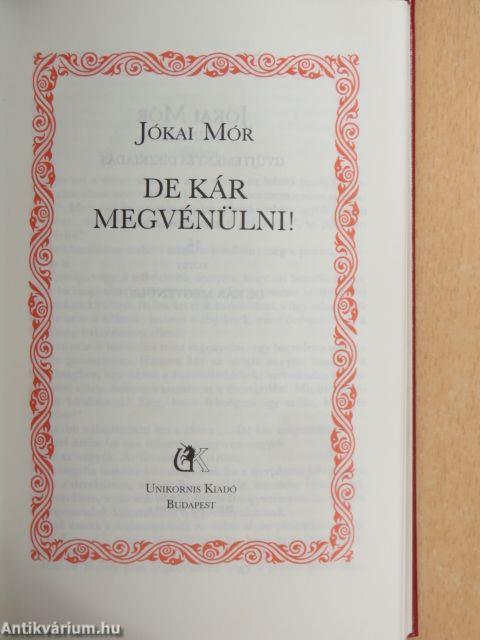 JÓKAI MÓR
DE KÁR
MEGVÉNÜLNI!
UNIKORNIS KIADÓ
BUDAPEST
Antikvárium.hu